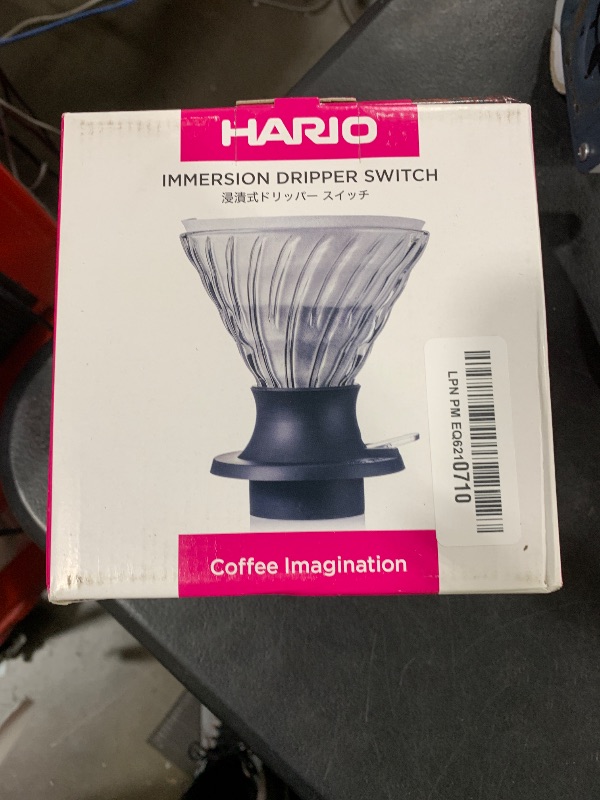 HARIO
IMMERSION DRIPPER SWITCH
浸漬式ドリッパー スイッチ
LPN PM EQ6210710
Coffee Imagination